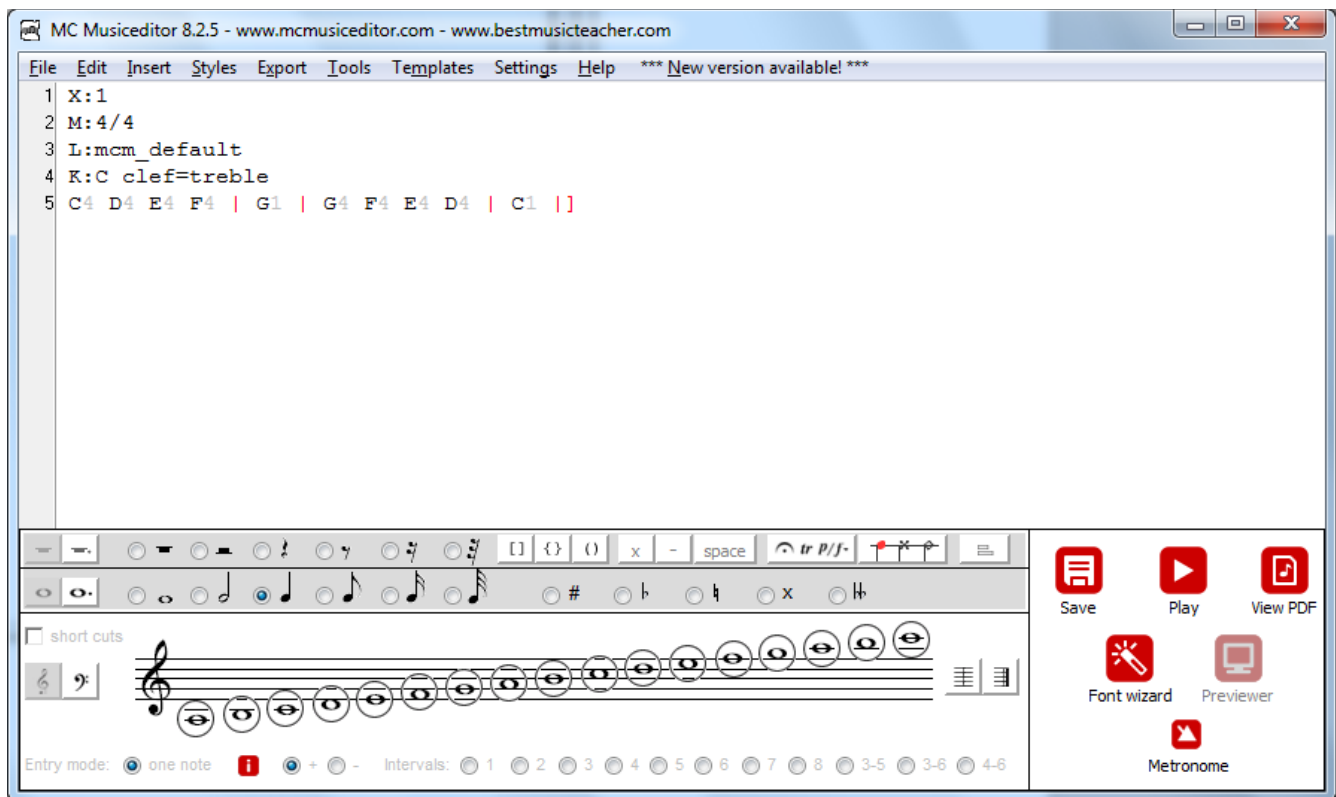 MC Musiceditor 8.2.5 - www.mcmusiceditor.com - www.bestmusicteacher.com
File Edit Insert Styles Export Tools Templates Settings Help *** New version available! ***
1 X:1
2 M:4/4
3 L:mcm_default
4 K:C clef=treble
5 C4 D4 E4 F4 | G1 | G4 F4 E4 D4 | C1 |]
[] {} () x - space tr p/f-
# x
short cuts
Save Play View PDF
Font wizard Previewer
Metronome
Entry mode: one note i + - Intervals: 1 2 3 4 5 6 7 8 3-5 3-6 4-6